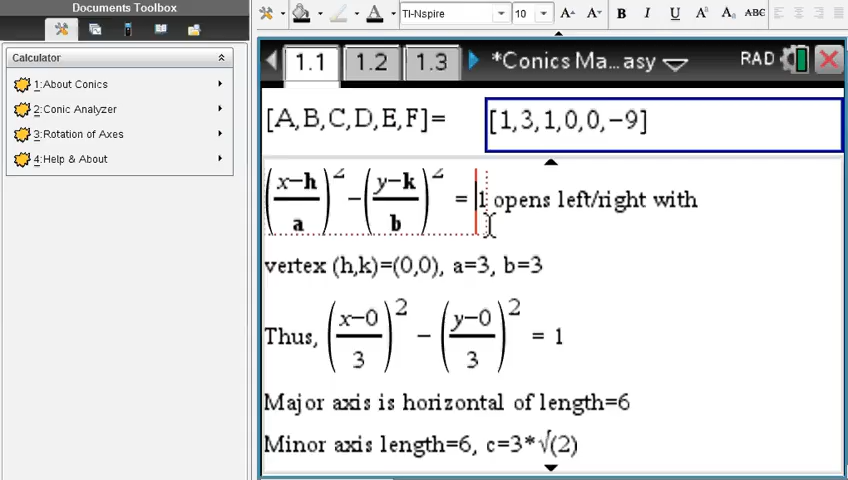 Documents Toolbox
TI-Nspire 10 A A B I U A A ABC
Calculator
1:About Conics
2:Conic Analyzer
3:Rotation of Axes
4:Help & About
1.1 1.2 1.3 *Conics Ma...asy RAD
[A,B,C,D,E,F]= [1,3,1,0,0,−9]
((x−h)/a)² − ((y−k)/b)² = 1 opens left/right with
vertex (h,k)=(0,0), a=3, b=3
Thus, ((x−0)/3)² − ((y−0)/3)² = 1
Major axis is horizontal of length=6
Minor axis length=6, c=3*√(2)